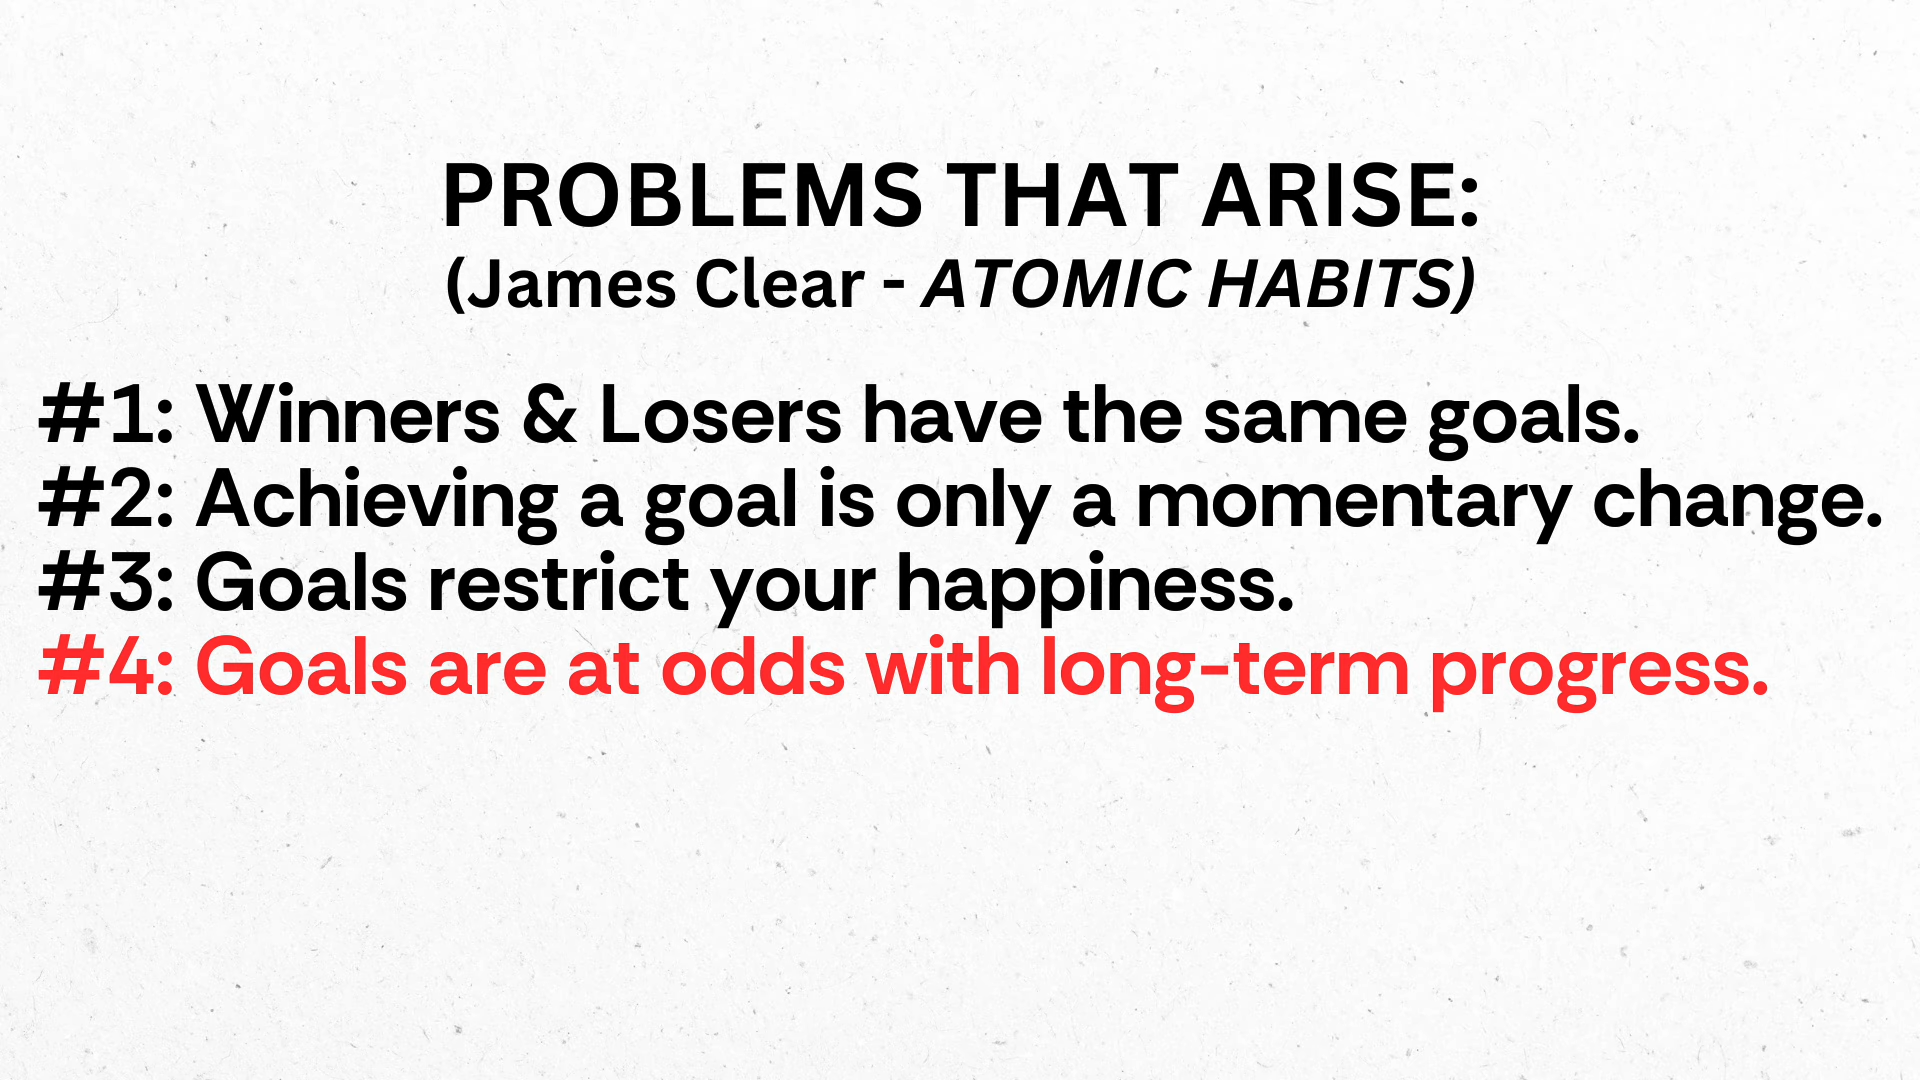 PROBLEMS THAT ARISE:
(James Clear - ATOMIC HABITS)
#1: Winners & Losers have the same goals.
#2: Achieving a goal is only a momentary change.
#3: Goals restrict your happiness.
#4: Goals are at odds with long-term progress.